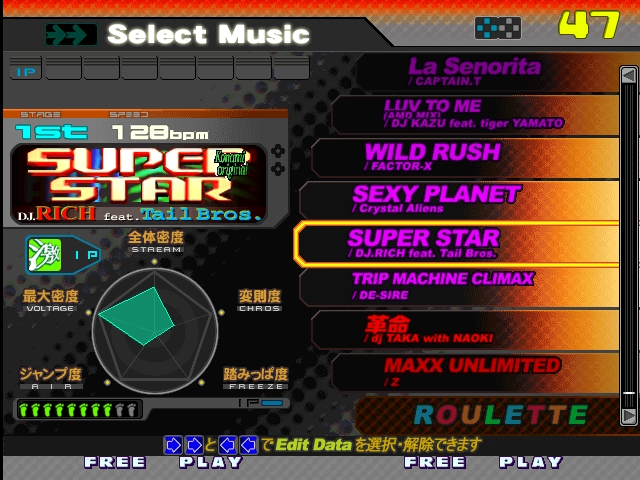 Select Music
47
1P
STAGE SPEED
1st 128bpm
SUPER
STAR
Konami original
DJ.RICH feat. Tail Bros.
激
1P
全体密度
STREAM
最大密度
VOLTAGE
変則度
CHAOS
ジャンプ度
AIR
踏みっぱ度
FREEZE
1P
La Senorita
/ CAPTAIN.T
LUV TO ME
(AMD MIX)
/ DJ KAZU feat. tiger YAMATO
WILD RUSH
/ FACTOR-X
SEXY PLANET
/ Crystal Aliens
SUPER STAR
/ DJ.RICH feat. Tail Bros.
TRIP MACHINE CLIMAX
/ DE-SIRE
革命
/ dj TAKA with NAOKI
MAXX UNLIMITED
/ Z
ROULETTE
と で Edit Data を選択・解除できます
FREE PLAY FREE PLAY